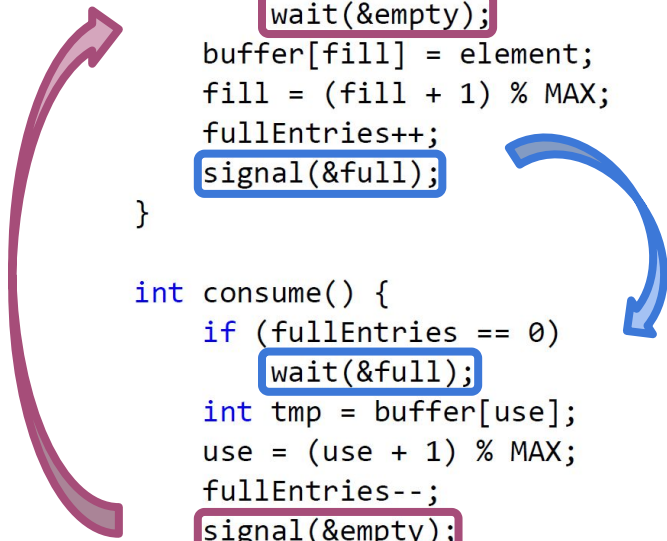 wait(&empty);
buffer[fill] = element;
fill = (fill + 1) % MAX;
fullEntries++;
signal(&full);
}
int consume() {
if (fullEntries == 0)
wait(&full);
int tmp = buffer[use];
use = (use + 1) % MAX;
fullEntries--;
signal(&empty);